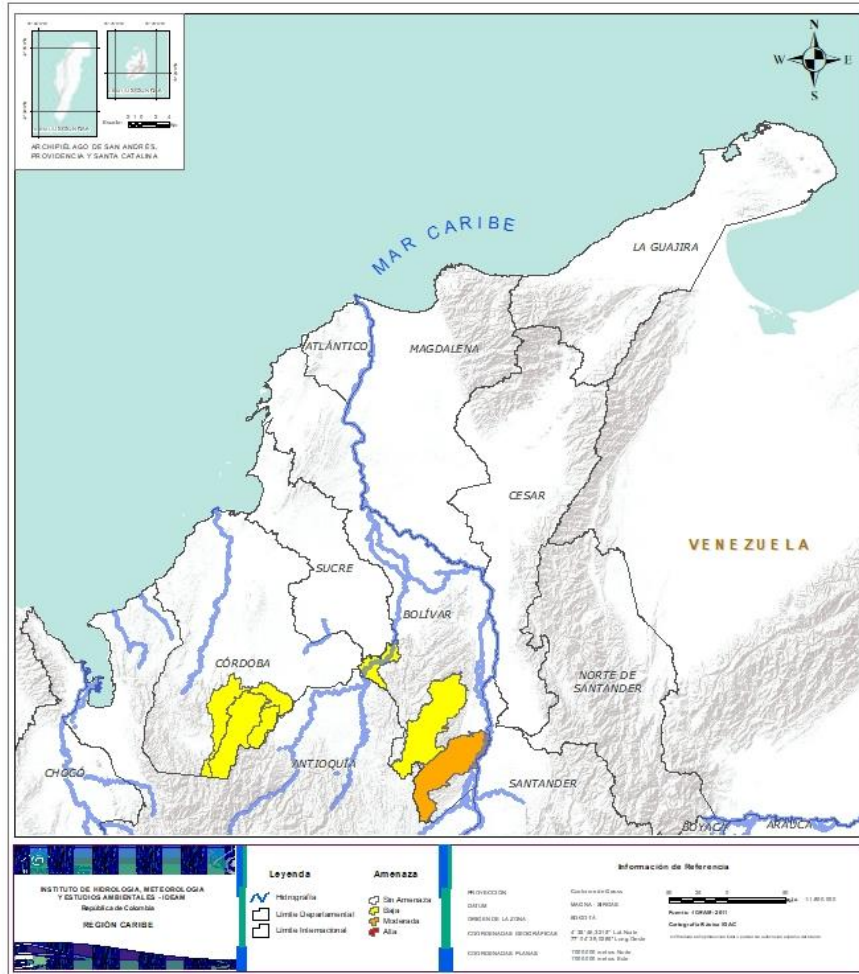 ARCHIPIÉLAGO DE SAN ANDRÉS,
PROVIDENCIA Y SANTA CATALINA
N
W
E
S
MAR CARIBE
LA GUAJIRA
ATLÁNTICO
MAGDALENA
CESAR
VENEZUELA
SUCRE
BOLÍVAR
CÓRDOBA
NORTE DE
SANTANDER
ANTIOQUÍA
CHOCÓ
SANTANDER
BOYACÁ
ARAUCA
INSTITUTO DE HIDROLOGIA, METEOROLOGIA
Y ESTUDIOS AMBIENTALES - IDEAM
República de Colombia
REGIÓN CARIBE
Leyenda
Hidrografía
Límite Departamental
Límite Internacional
Amenaza
Sin Amenaza
Baja
Moderada
Alta
Información de Referencia
PROYECCIÓN
DATUM
ORIGEN DE LA ZONA
BOGOTÁ
COORDENADAS GEOGRÁFICAS
COORDENADAS PLANAS